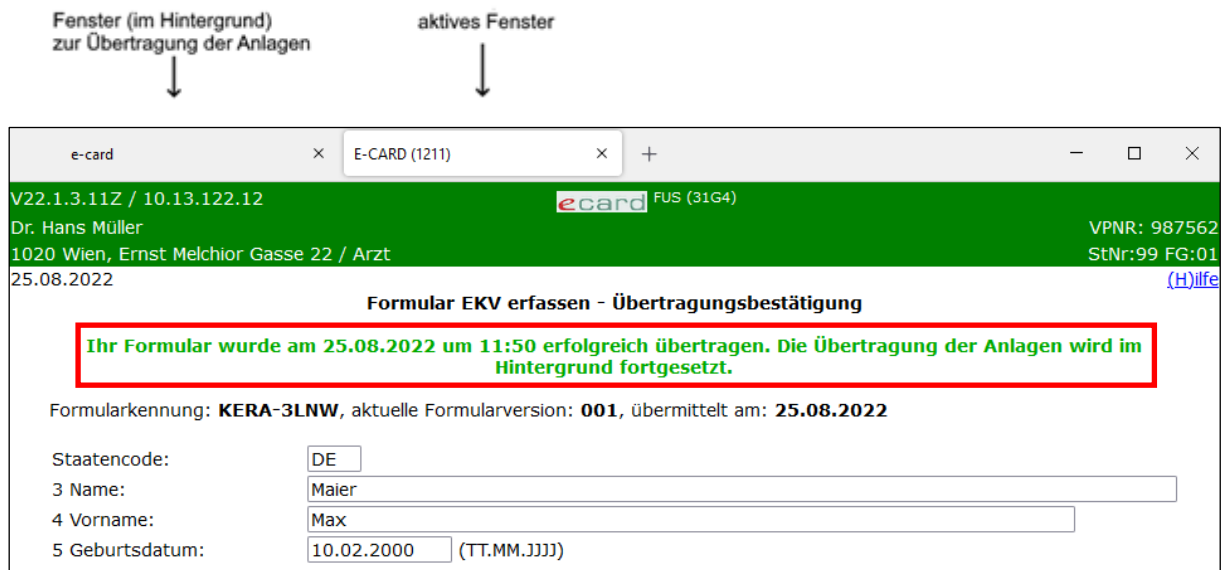 Fenster (im Hintergrund)
zur Übertragung der Anlagen
aktives Fenster
e-card
E-CARD (1211)
V22.1.3.11Z / 10.13.122.12
ecard FUS (31G4)
Dr. Hans Müller
VPNR: 987562
1020 Wien, Ernst Melchior Gasse 22 / Arzt
StNr:99 FG:01
25.08.2022
(H)ilfe
Formular EKV erfassen - Übertragungsbestätigung
Ihr Formular wurde am 25.08.2022 um 11:50 erfolgreich übertragen. Die Übertragung der Anlagen wird im
Hintergrund fortgesetzt.
Formularkennung: KERA-3LNW, aktuelle Formularversion: 001, übermittelt am: 25.08.2022
Staatencode: DE
3 Name: Maier
4 Vorname: Max
5 Geburtsdatum: 10.02.2000 (TT.MM.JJJJ)